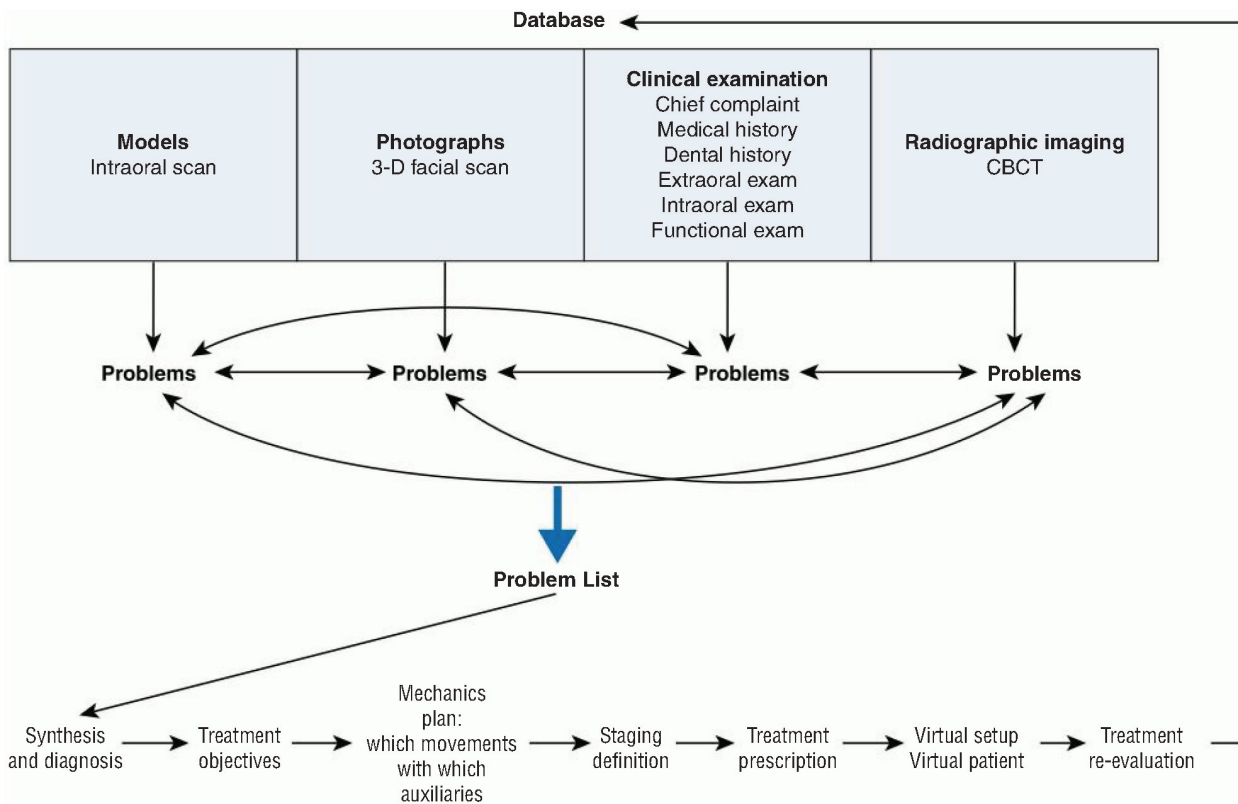 Database
Models
Intraoral scan
Photographs
3-D facial scan
Clinical examination
Chief complaint
Medical history
Dental history
Extraoral exam
Intraoral exam
Functional exam
Radiographic imaging
CBCT
Problems
Problems
Problems
Problems
Problem List
Synthesis
and diagnosis
Treatment
objectives
Mechanics
plan:
which movements
with which
auxiliaries
Staging
definition
Treatment
prescription
Virtual setup
Virtual patient
Treatment
re-evaluation